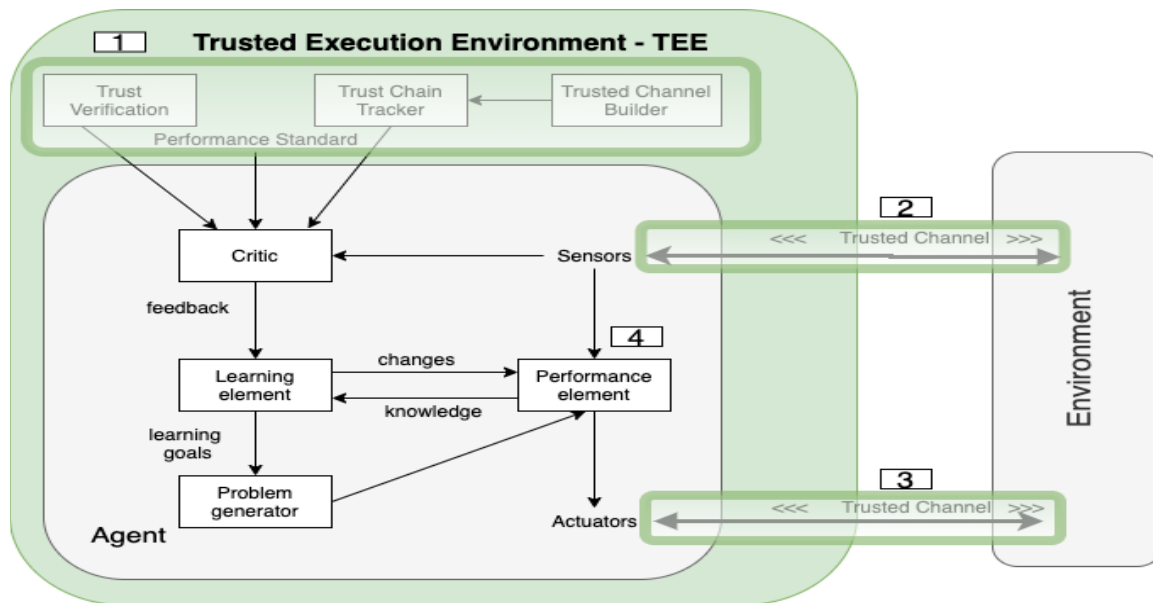 1
Trusted Execution Environment - TEE
Trust
Verification
Trust Chain
Tracker
Trusted Channel
Builder
Performance Standard
2
<<< Trusted Channel >>>
Critic
Sensors
feedback
4
changes
Learning
element
Performance
element
knowledge
Environment
learning
goals
Problem
generator
3
<<< Trusted Channel >>>
Actuators
Agent